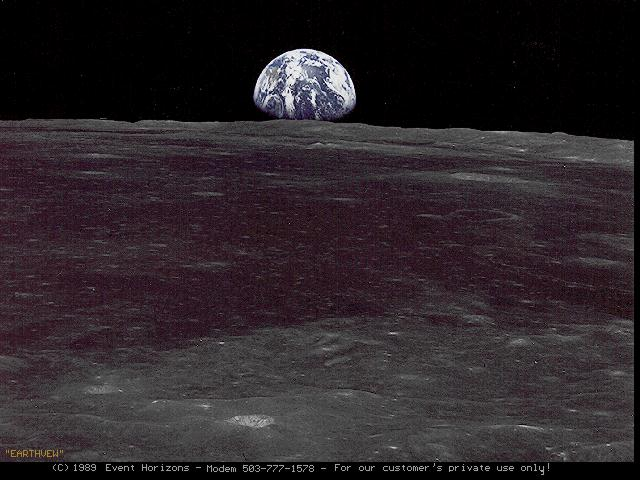 "EARTHVEW"
(C) 1989 Event Horizons - Modem 503-777-1578 - For our customer's private use only!